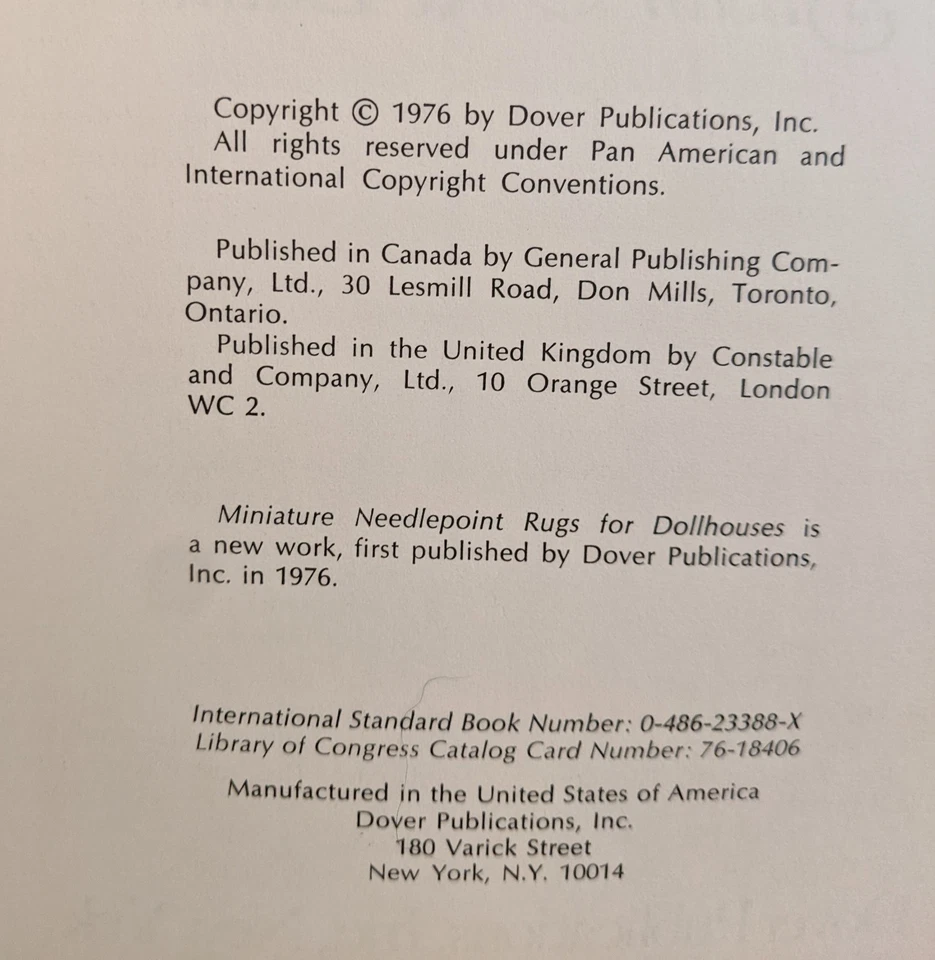 Copyright © 1976 by Dover Publications, Inc.
All rights reserved under Pan American and
International Copyright Conventions.
Published in Canada by General Publishing Com-
pany, Ltd., 30 Lesmill Road, Don Mills, Toronto,
Ontario.
Published in the United Kingdom by Constable
and Company, Ltd., 10 Orange Street, London
WC 2.
Miniature Needlepoint Rugs for Dollhouses is
a new work, first published by Dover Publications,
Inc. in 1976.
International Standard Book Number: 0-486-23388-X
Library of Congress Catalog Card Number: 76-18406
Manufactured in the United States of America
Dover Publications, Inc.
180 Varick Street
New York, N.Y. 10014